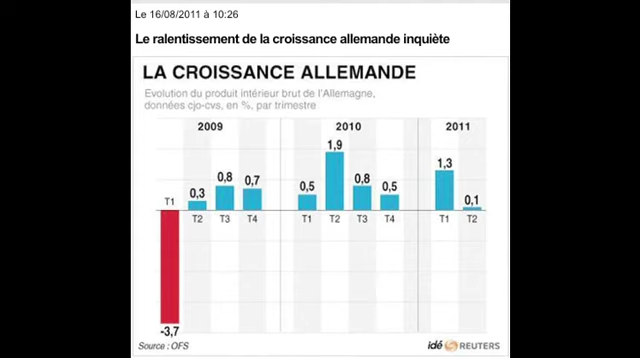 Le 16/08/2011 à 10:26
Le ralentissement de la croissance allemande inquiète
LA CROISSANCE ALLEMANDE
Evolution du produit intérieur brut de l'Allemagne,
données cjo-cvs, en %, par trimestre
2009 2010 2011
T1 -3,7
0,3 T2
0,8 T3
0,7 T4
0,5 T1
1,9 T2
0,8 T3
0,5 T4
1,3 T1
0,1 T2
Source : OFS
idé REUTERS